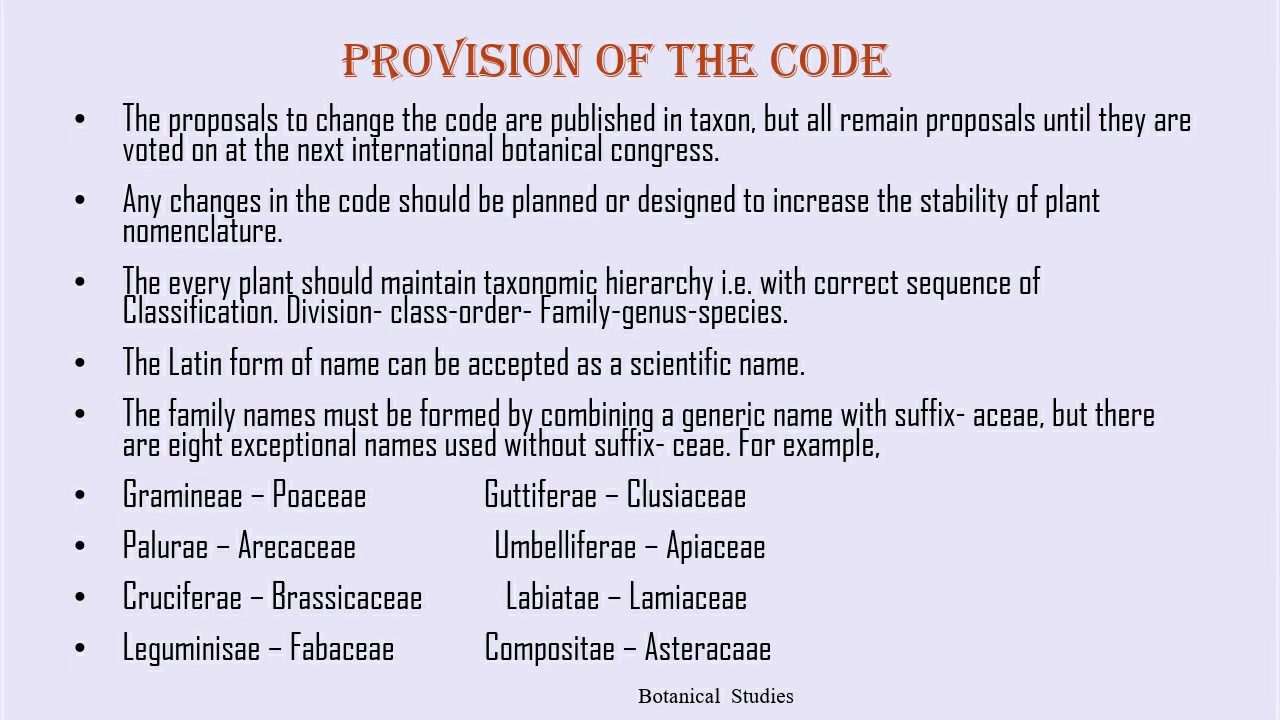 PROVISION OF THE CODE
• The proposals to change the code are published in taxon, but all remain proposals until they are
voted on at the next international botanical congress.
• Any changes in the code should be planned or designed to increase the stability of plant
nomenclature.
• The every plant should maintain taxonomic hierarchy i.e. with correct sequence of
Classification. Division- class-order- Family-genus-species.
• The Latin form of name can be accepted as a scientific name.
• The family names must be formed by combining a generic name with suffix- aceae, but there
are eight exceptional names used without suffix- ceae. For example,
• Gramineae – Poaceae Guttiferae – Clusiaceae
• Palurae – Arecaceae Umbelliferae – Apiaceae
• Cruciferae – Brassicaceae Labiatae – Lamiaceae
• Leguminisae – Fabaceae Compositae – Asteracaae
Botanical Studies